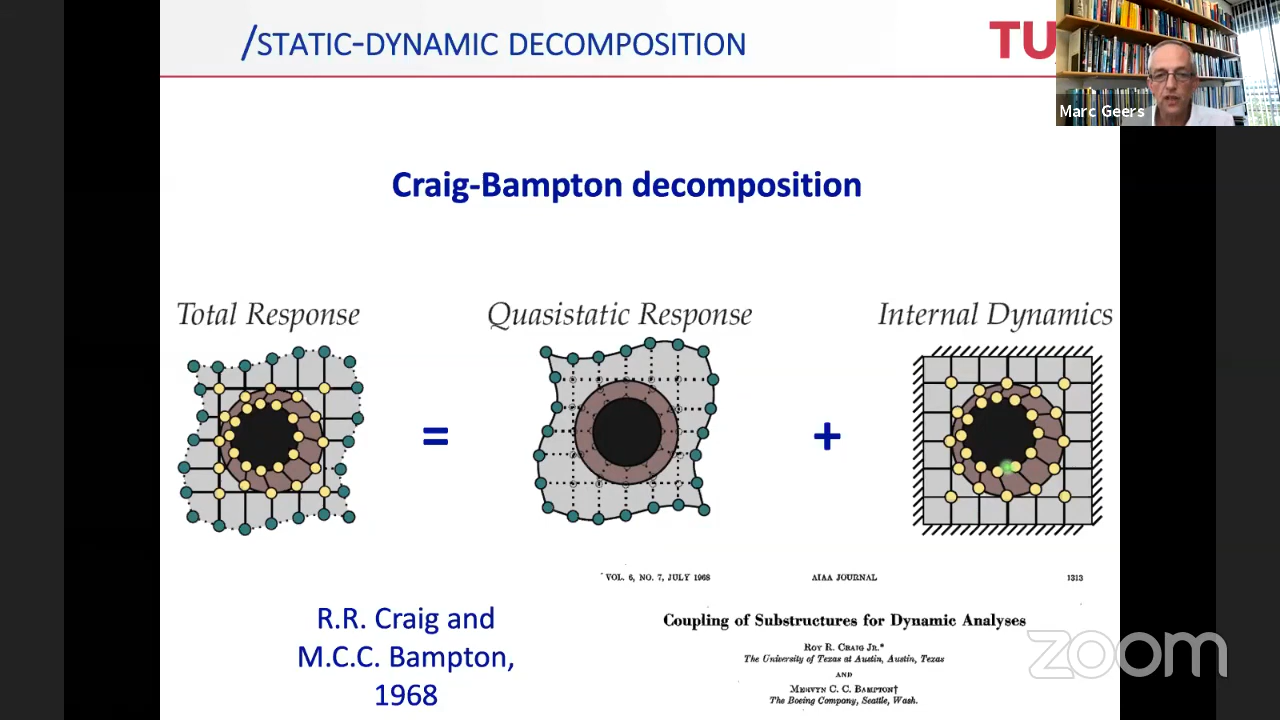 /STATIC-DYNAMIC DECOMPOSITION
TU
Marc Geers
Craig-Bampton decomposition
Total Response
Quasistatic Response
Internal Dynamics
=
+
VOL. 6, NO. 7, JULY 1968
AIAA JOURNAL
1313
R.R. Craig and
M.C.C. Bampton,
1968
Coupling of Substructures for Dynamic Analyses
ROY R. CRAIG JR.*
The University of Texas at Austin, Austin, Texas
AND
MERVYN C. C. BAMPTON†
The Boeing Company, Seattle, Wash.
zoom